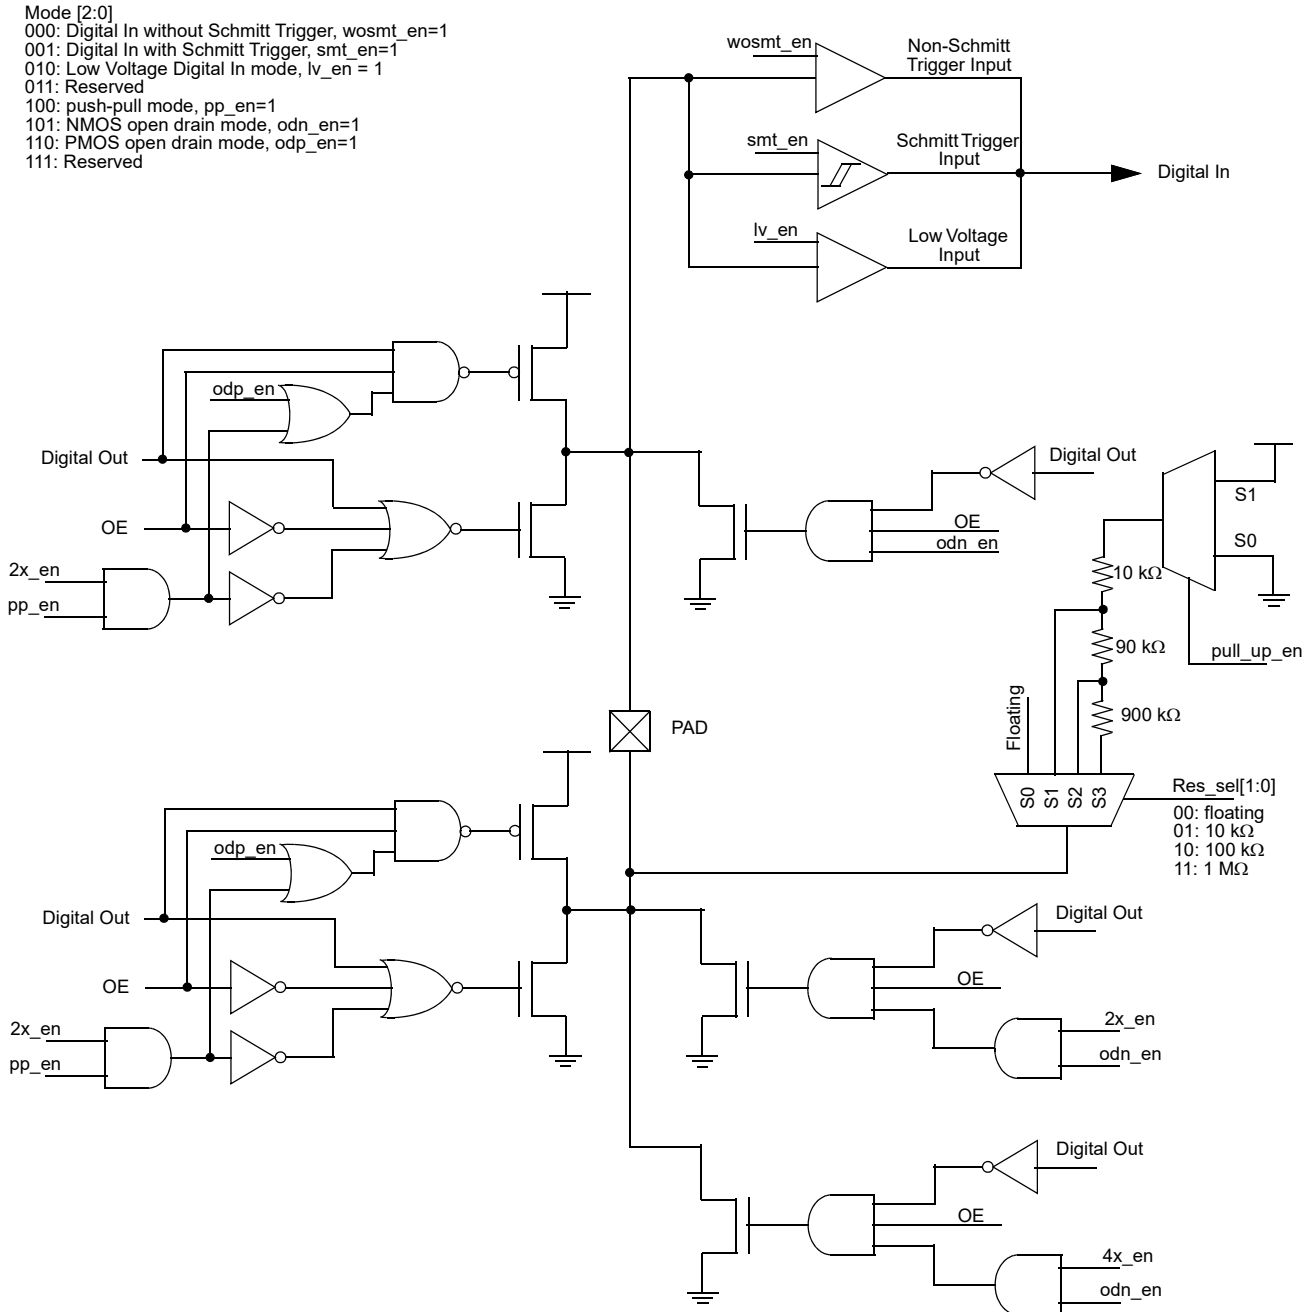 Mode [2:0]
000: Digital In without Schmitt Trigger, wosmt_en=1
001: Digital In with Schmitt Trigger, smt_en=1
010: Low Voltage Digital In mode, lv_en = 1
011: Reserved
100: push-pull mode, pp_en=1
101: NMOS open drain mode, odn_en=1
110: PMOS open drain mode, odp_en=1
111: Reserved
wosmt_en
Non-Schmitt
Trigger Input
smt_en
Schmitt Trigger
Input
Digital In
lv_en
Low Voltage
Input
odp_en
Digital Out
OE
2x_en
pp_en
Digital Out
OE
odn_en
S1
S0
10 kΩ
90 kΩ
900 kΩ
pull_up_en
Floating
PAD
S0
S1
S2
S3
Res_sel[1:0]
00: floating
01: 10 kΩ
10: 100 kΩ
11: 1 MΩ
odp_en
Digital Out
OE
2x_en
pp_en
Digital Out
OE
2x_en
odn_en
Digital Out
OE
4x_en
odn_en